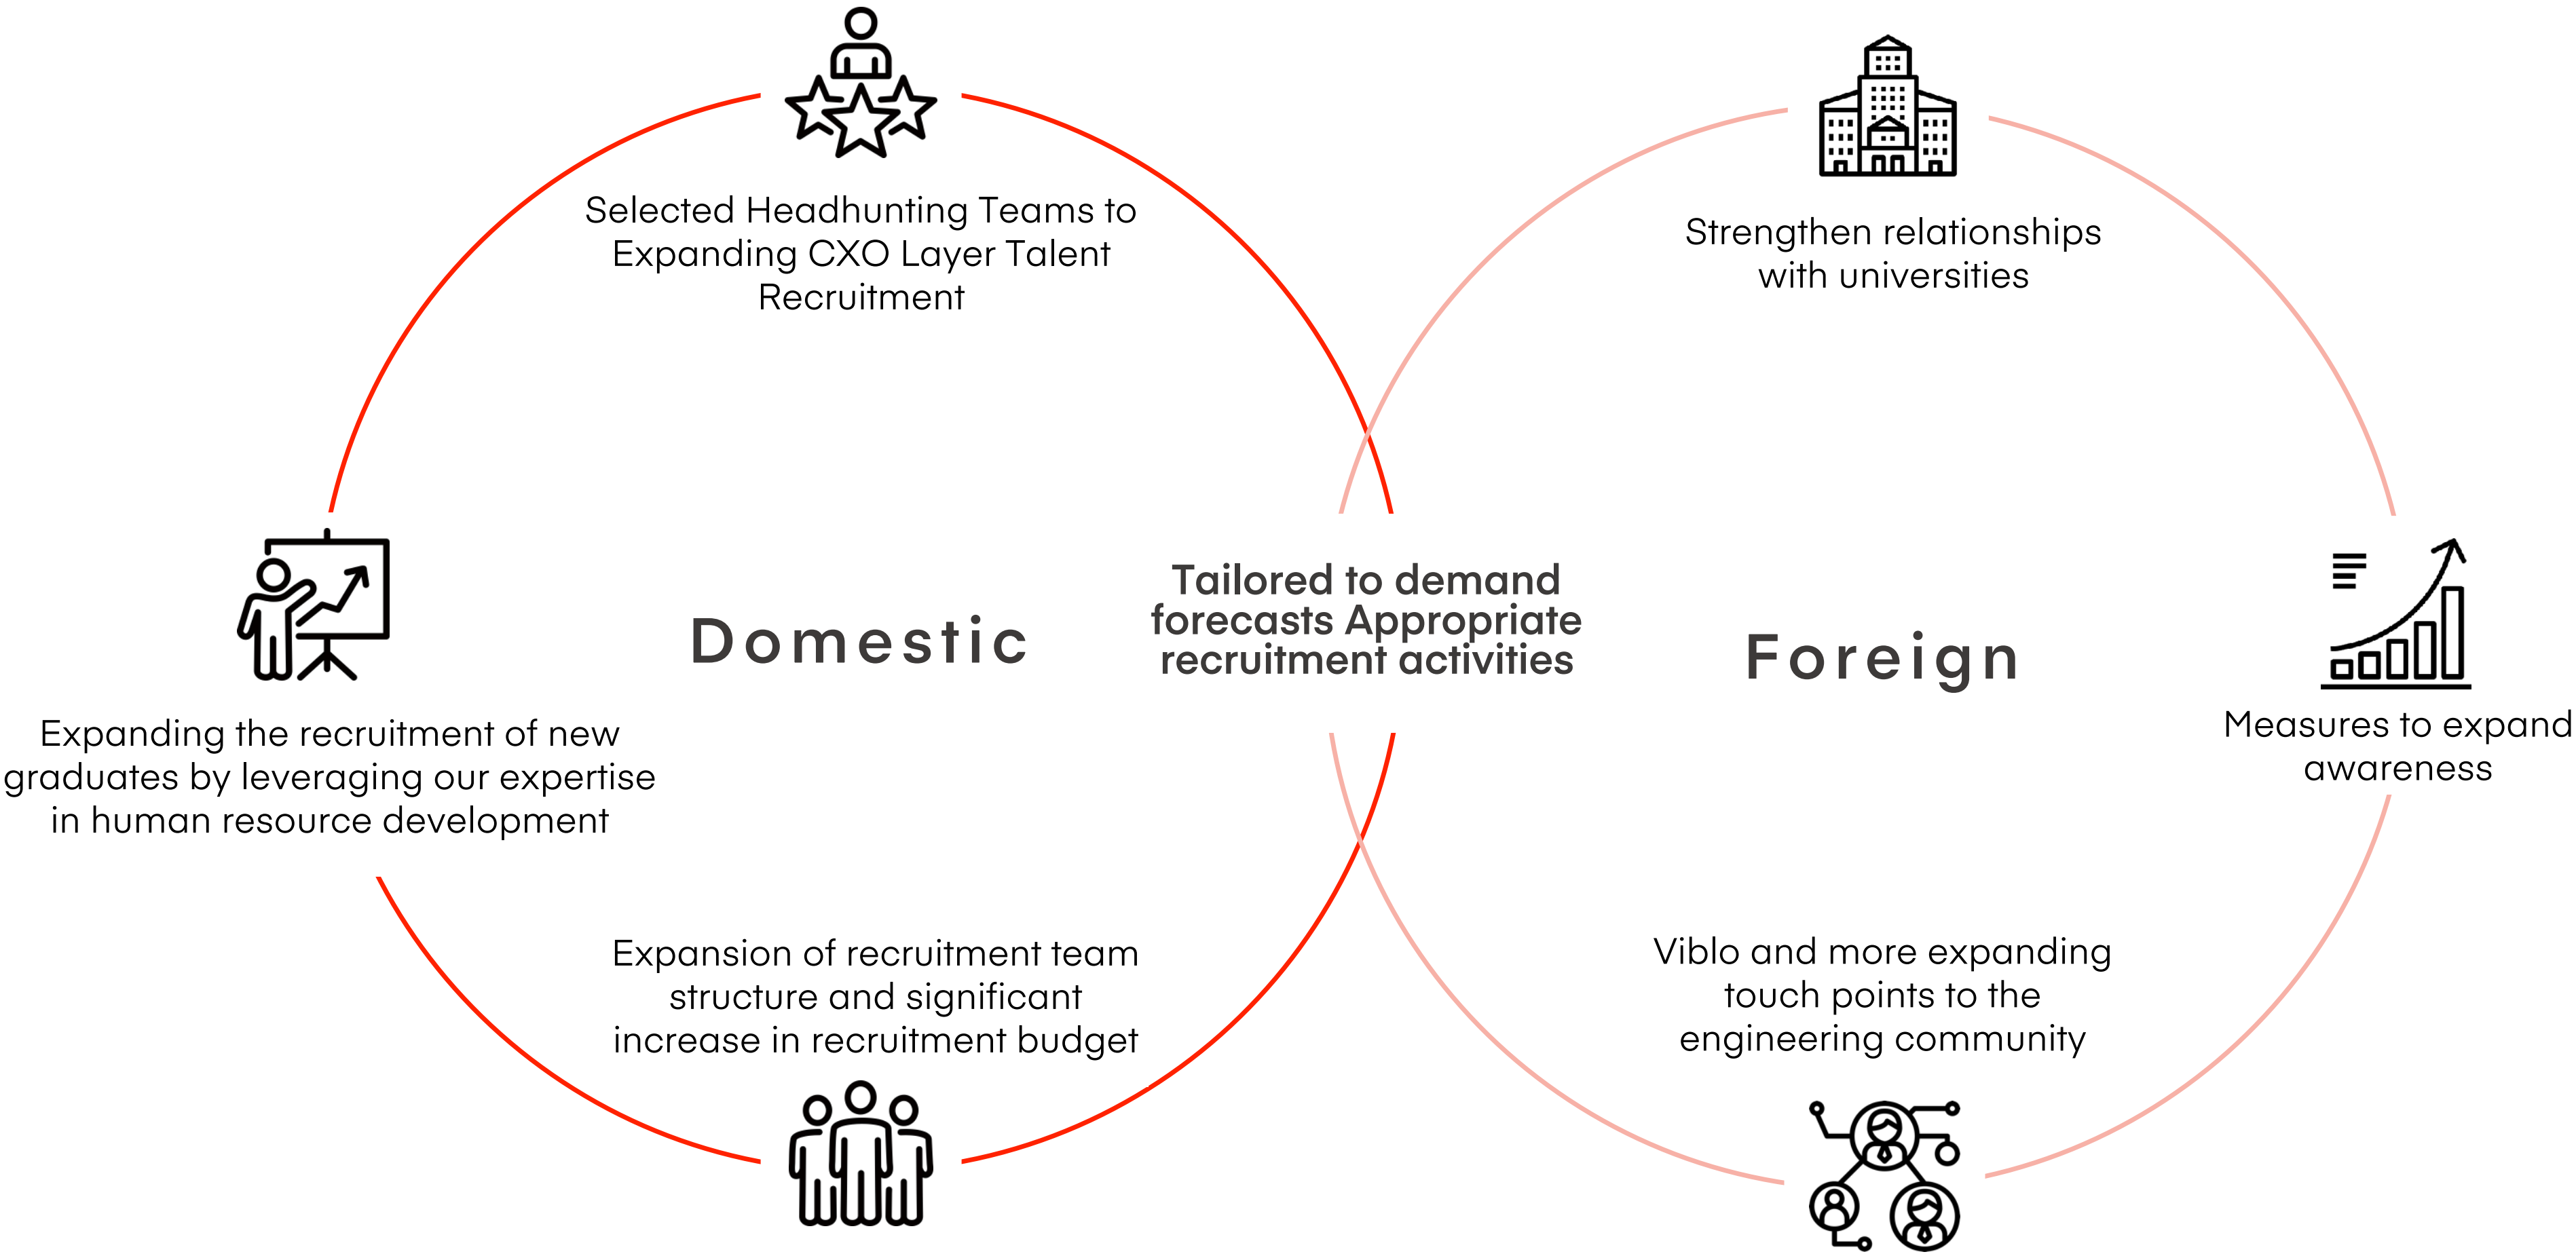 Selected Headhunting Teams to
Expanding CXO Layer Talent
Recruitment
Strengthen relationships
with universities
Tailored to demand
forecasts Appropriate
recruitment activities
Domestic
Foreign
Expanding the recruitment of new
graduates by leveraging our expertise
in human resource development
Measures to expand
awareness
Expansion of recruitment team
structure and significant
increase in recruitment budget
Viblo and more expanding
touch points to the
engineering community